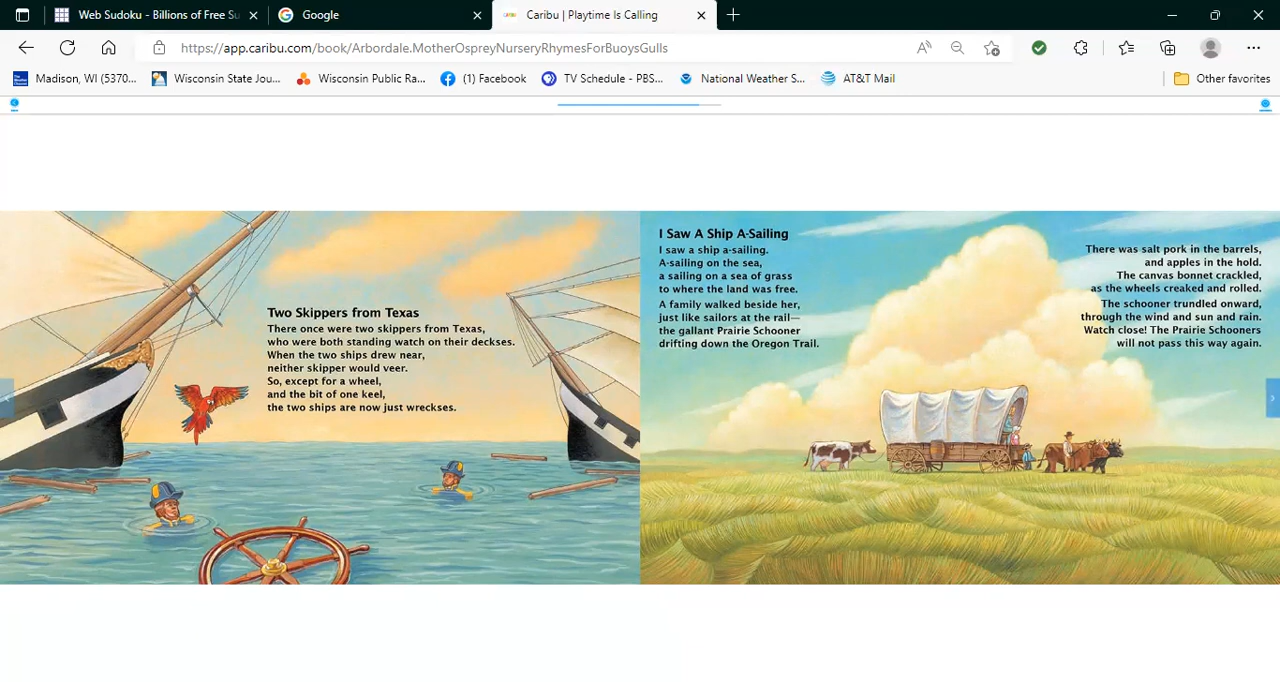 Web Sudoku - Billions of Free Su
Google
Caribu | Playtime Is Calling
https://app.caribu.com/book/Arbordale.MotherOspreyNurseryRhymesForBuoysGulls
Madison, WI (5370...
Wisconsin State Jou...
Wisconsin Public Ra...
(1) Facebook
TV Schedule - PBS...
National Weather S...
AT&T Mail
Other favorites
Two Skippers from Texas
There once were two skippers from Texas,
who were both standing watch on their deckses.
When the two ships drew near,
neither skipper would veer.
So, except for a wheel,
and the bit of one keel,
the two ships are now just wreckses.
I Saw A Ship A-Sailing
I saw a ship a-sailing.
A-sailing on the sea,
a sailing on a sea of grass
to where the land was free.
A family walked beside her,
just like sailors at the rail—
the gallant Prairie Schooner
drifting down the Oregon Trail.
There was salt pork in the barrels,
and apples in the hold.
The canvas bonnet crackled,
as the wheels creaked and rolled.
The schooner trundled onward,
through the wind and sun and rain.
Watch close! The Prairie Schooners
will not pass this way again.